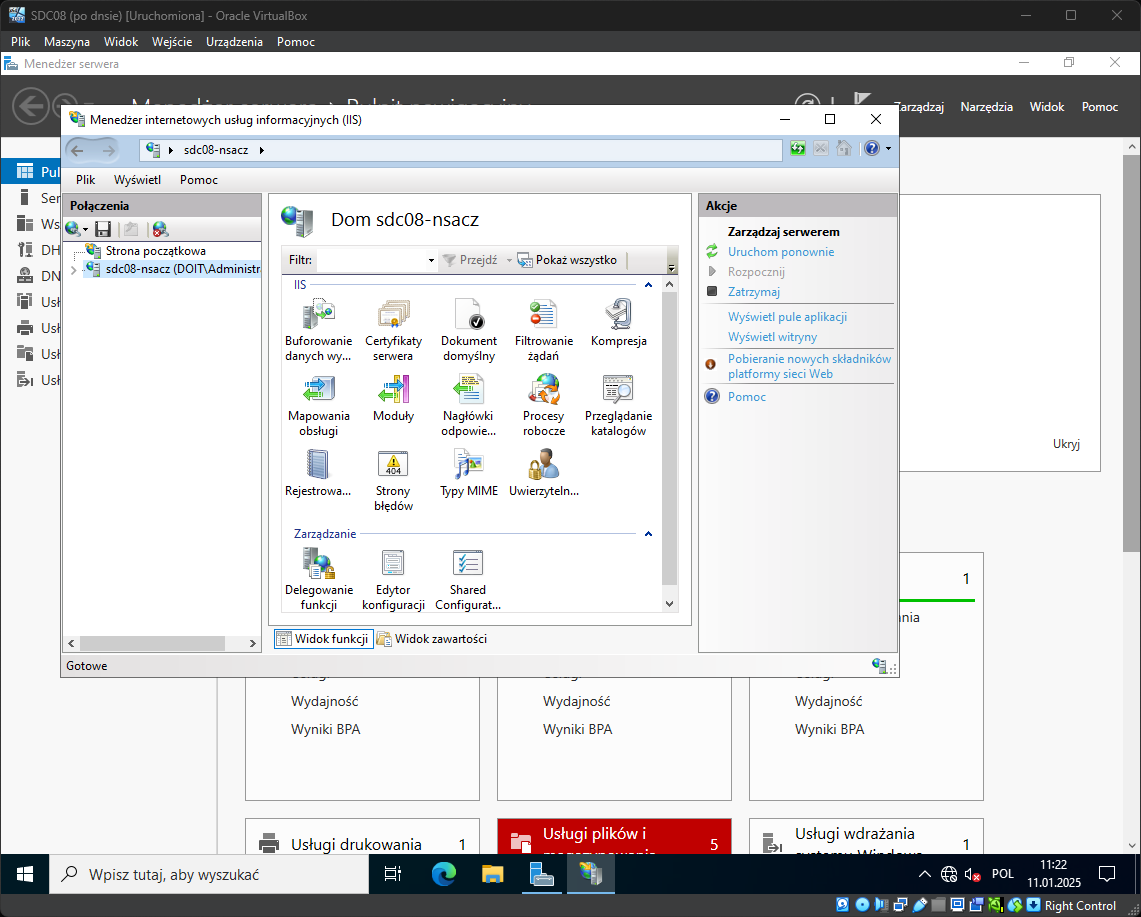 SDC08 (po dnsie) [Uruchomiona] - Oracle VirtualBox
Plik Maszyna Widok Wejście Urządzenia Pomoc
Menedżer serwera
Zarządzaj Narzędzia Widok Pomoc
Menedżer internetowych usług informacyjnych (IIS)
sdc08-nsacz
Plik Wyświetl Pomoc
Połączenia
Strona początkowa
sdc08-nsacz (DOIT\Administra
Dom sdc08-nsacz
Filtr: Przejdź Pokaż wszystko
IIS
Buforowanie danych wy...
Certyfikaty serwera
Dokument domyślny
Filtrowanie żądań
Kompresja
Mapowania obsługi
Moduły
Nagłówki odpowie...
Procesy robocze
Przeglądanie katalogów
Rejestrowa...
Strony błędów
404
Typy MIME
Uwierzyteln...
Zarządzanie
Delegowanie funkcji
Edytor konfiguracji
Shared Configurat...
Widok funkcji Widok zawartości
Gotowe
Akcje
Zarządzaj serwerem
Uruchom ponownie
Rozpocznij
Zatrzymaj
Wyświetl pule aplikacji
Wyświetl witryny
Pobieranie nowych składników
platformy sieci Web
Pomoc
Pul
Ser
Ws
DH
DN
Usł
Usł
Usł
Usł
Ukryj
1
ania
Wydajność Wydajność Wydajność
Wyniki BPA Wyniki BPA Wyniki BPA
Usługi drukowania 1
Usługi plików i 5
Usługi wdrażania 1
Wpisz tutaj, aby wyszukać
POL
11:22
11.01.2025
Right Control